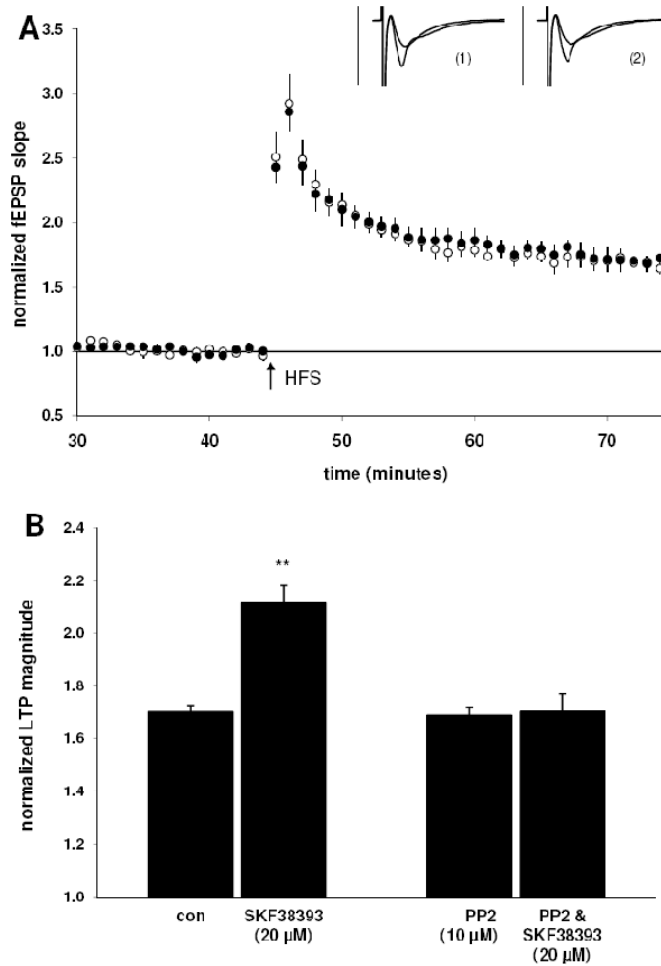 A
3.5
3.0
2.5
2.0
1.5
1.0
0.5
normalized fEPSP slope
(1)
(2)
HFS
30 40 50 60 70
time (minutes)
B
2.4
2.2
2.0
1.8
1.6
1.4
1.2
1.0
normalized LTP magnitude
**
con SKF38393 PP2 PP2 &
(20 µM) (10 µM) SKF38393
(20 µM)